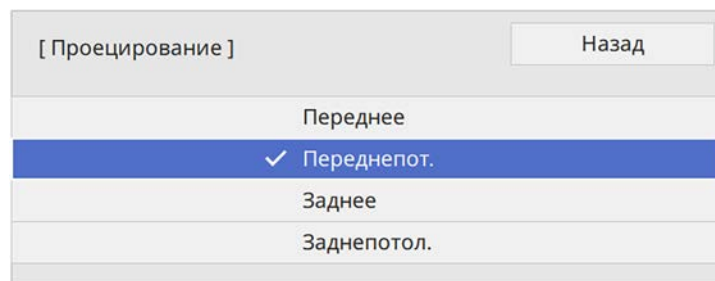 [ Проецирование ]
Назад
Переднее
Переднепот.
Заднее
Заднепотол.